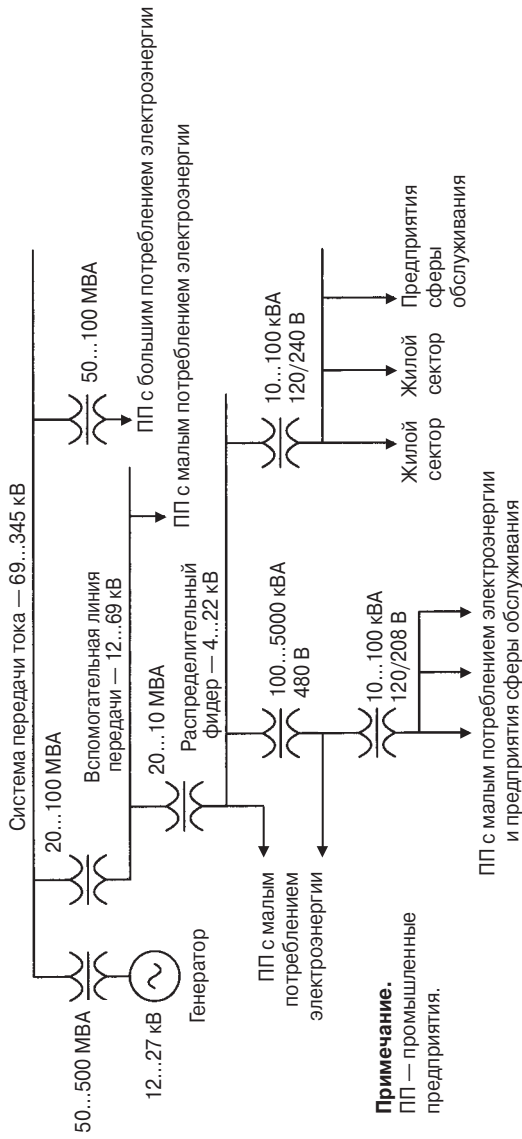 Система передачи тока — 69...345 кВ
50...500 МВА
12...27 кВ
Генератор
20...100 МВА
50...100 МВА
ПП с большим потреблением электроэнергии
Вспомогательная линия
передачи — 12...69 кВ
ПП с малым потреблением электроэнергии
20...10 МВА
Распределительный
фидер — 4...22 кВ
ПП с малым
потреблением
электроэнергии
100...5000 кВА
480 В
10...100 кВА
120/208 В
ПП с малым потреблением электроэнергии
и предприятия сферы обслуживания
10...100 кВА
120/240 В
Жилой
сектор
Жилой
сектор
Предприятия
сферы
обслуживания
Примечание.
ПП — промышленные
предприятия.